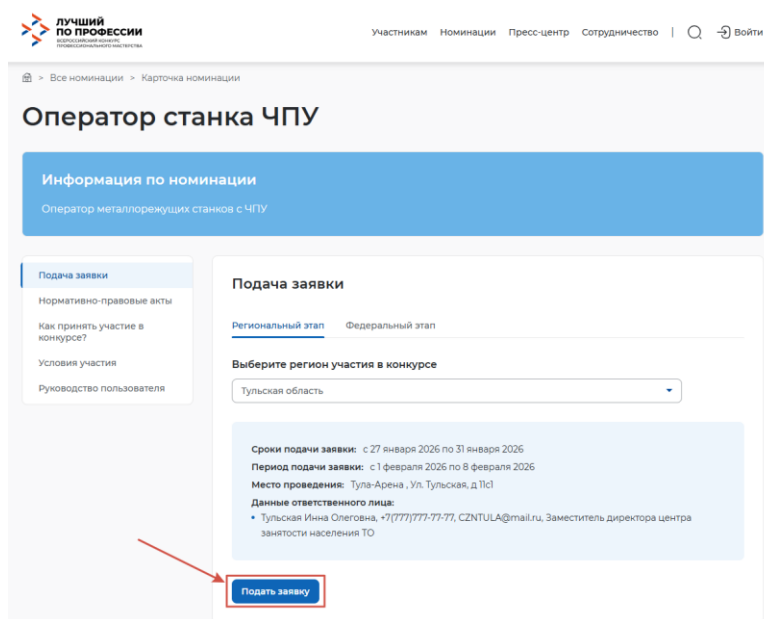 ЛУЧШИЙ
ПО ПРОФЕССИИ
ВСЕРОССИЙСКИЙ КОНКУРС
ПРОФЕССИОНАЛЬНОГО МАСТЕРСТВА
Участникам Номинации Пресс-центр Сотрудничество | Войти
> Все номинации > Карточка номинации
Оператор станка ЧПУ
Информация по номинации
Оператор металлорежущих станков с ЧПУ
Подача заявки
Нормативно-правовые акты
Как принять участие в
конкурсе?
Условия участия
Руководство пользователя
Подача заявки
Региональный этап Федеральный этап
Выберите регион участия в конкурсе
Тульская область
Сроки подачи заявки: с 27 января 2026 по 31 января 2026
Период подачи заявки: с 1 февраля 2026 по 8 февраля 2026
Место проведения: Тула-Арена , Ул. Тульская, д 11с1
Данные ответственного лица:
• Тульская Инна Олеговна, +7(777)777-77-77, CZNTULA@mail.ru, Заместитель директора центра
занятости населения ТО
Подать заявку